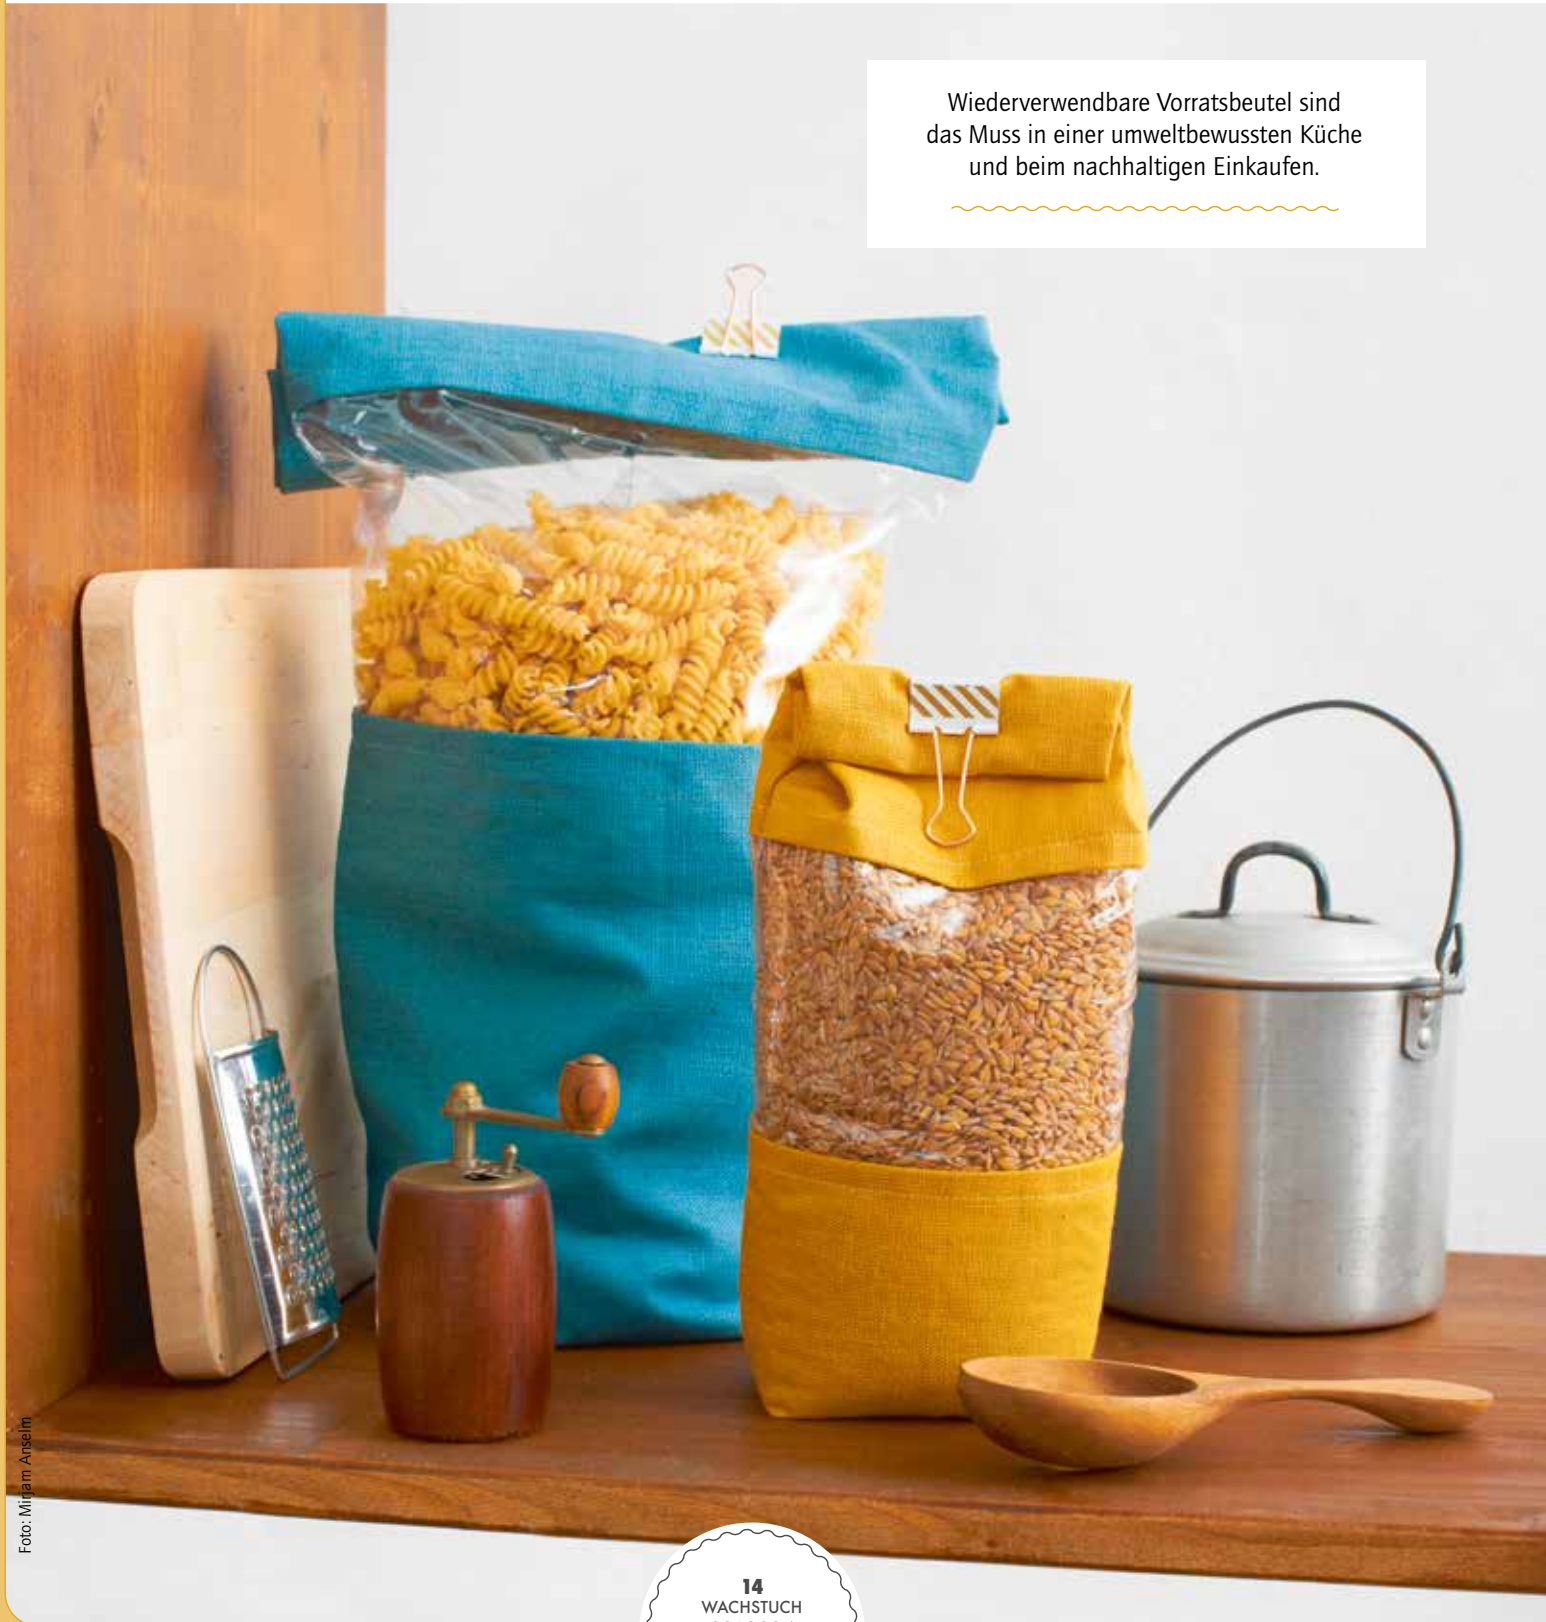 Wiederverwendbare Vorratsbeutel sind
das Muss in einer umweltbewussten Küche
und beim nachhaltigen Einkaufen.
Foto: Mirjam Anselm
14
WACHSTUCH